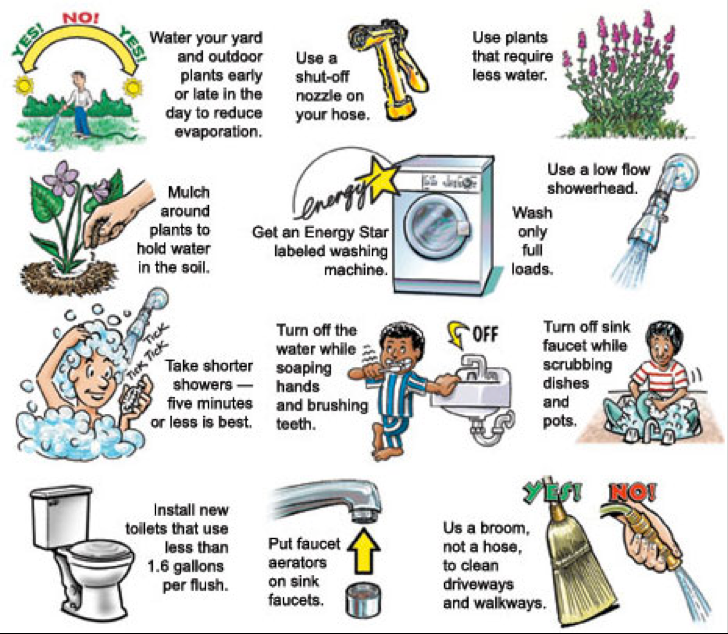 YES! NO! YES!
Water your yard
and outdoor
plants early
or late in the
day to reduce
evaporation.
Use a
shut-off
nozzle on
your hose.
Use plants
that require
less water.
Mulch
around
plants to
hold water
in the soil.
energy
Get an Energy Star
labeled washing
machine.
Wash
only
full
loads.
Use a low flow
showerhead.
TICK
TICK
TICK
Take shorter
showers —
five minutes
or less is best.
Turn off the
water while
soaping
hands
and brushing
teeth.
OFF
Turn off sink
faucet while
scrubbing
dishes
and
pots.
Install new
toilets that use
less than
1.6 gallons
per flush.
Put faucet
aerators
on sink
faucets.
YES! NO!
Us a broom,
not a hose,
to clean
driveways
and walkways.